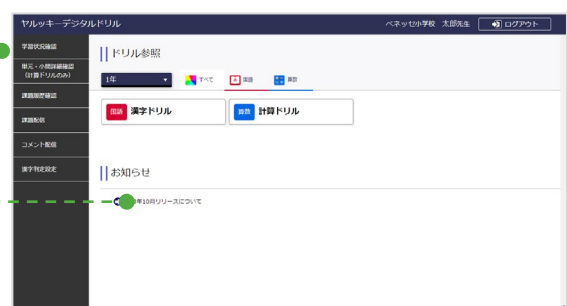 ヤルッキーデジタルドリル
ベネッセ小学校 太郎先生 ログアウト
学習状況確認
単元・小問詳細確認
(計算ドリルのみ)
課題履歴確認
課題配信
コメント配信
漢字判定設定
ドリル参照
1年 すべて 国語 算数
国語 漢字ドリル
算数 計算ドリル
お知らせ
年10月リリースについて